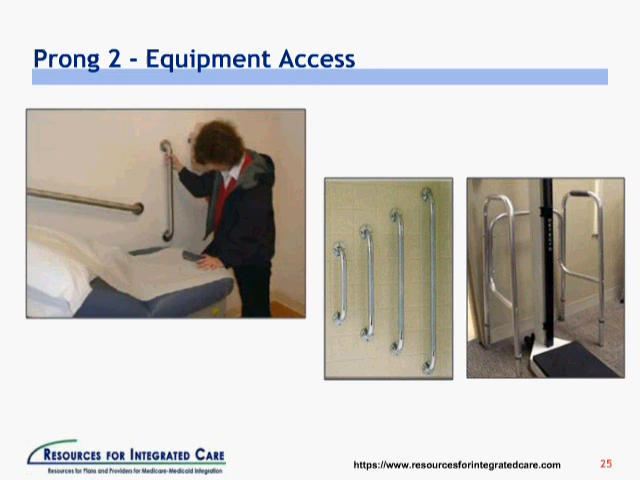 Prong 2 - Equipment Access
RESOURCES FOR INTEGRATED CARE
Resources for Plans and Providers for Medicare-Medicaid Integration
https://www.resourcesforintegratedcare.com
25